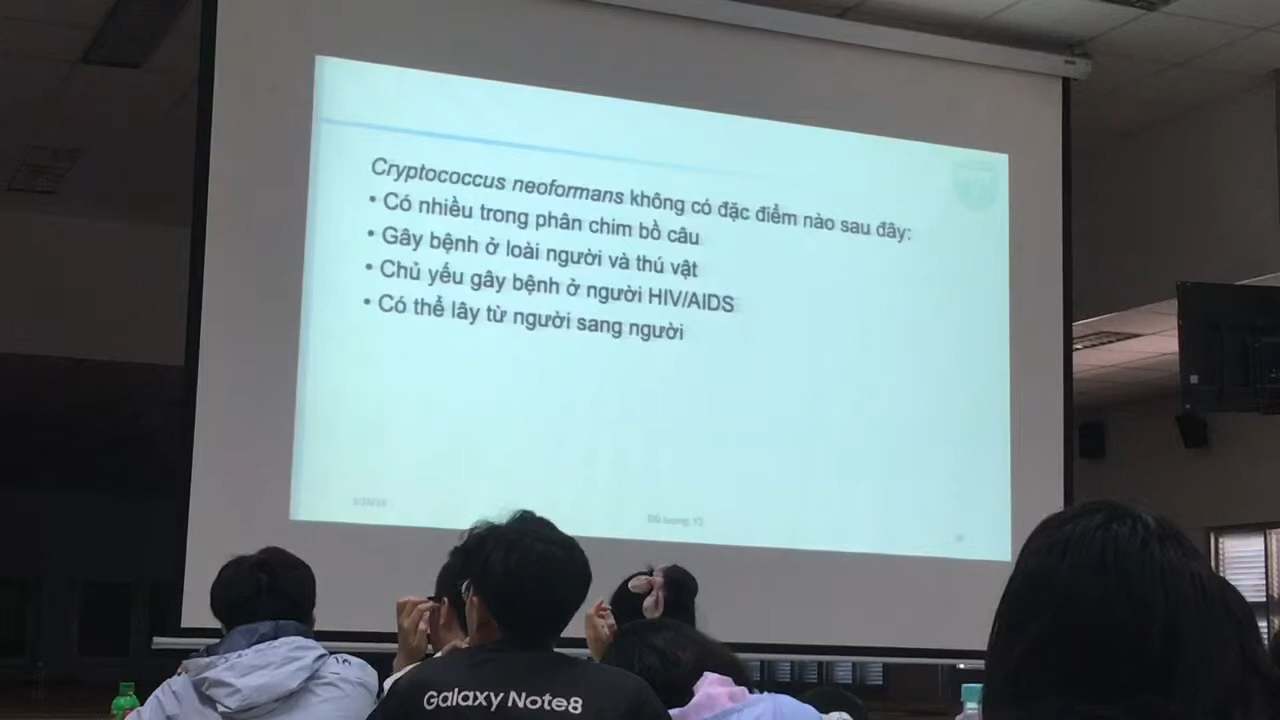 Cryptococcus neoformans không có đặc điểm nào sau đây:
• Có nhiều trong phân chim bồ câu
• Gây bệnh ở loài người và thú vật
• Chủ yếu gây bệnh ở người HIV/AIDS
• Có thể lây từ người sang người
Galaxy Note8